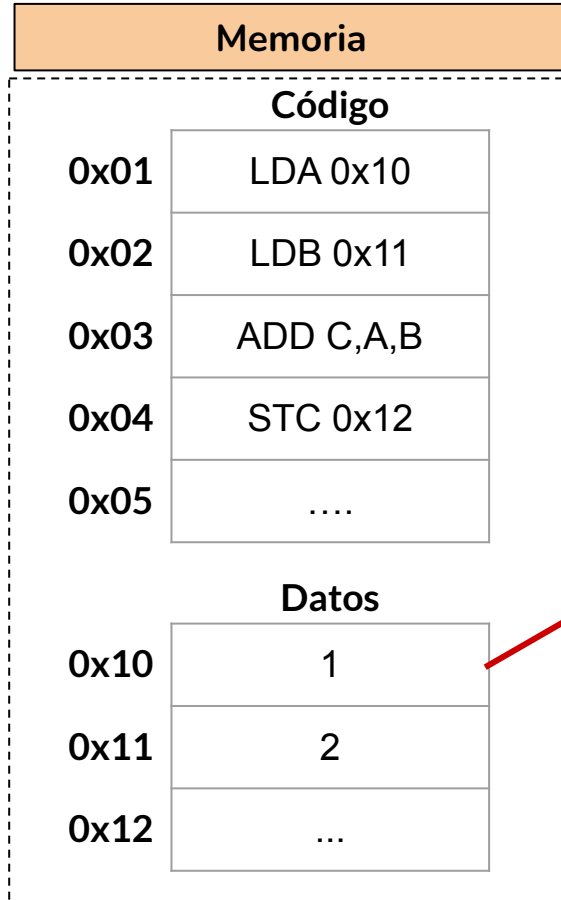 Memoria
Código
0x01 LDA 0x10
0x02 LDB 0x11
0x03 ADD C,A,B
0x04 STC 0x12
0x05 ....
Datos
0x10 1
0x11 2
0x12 ...